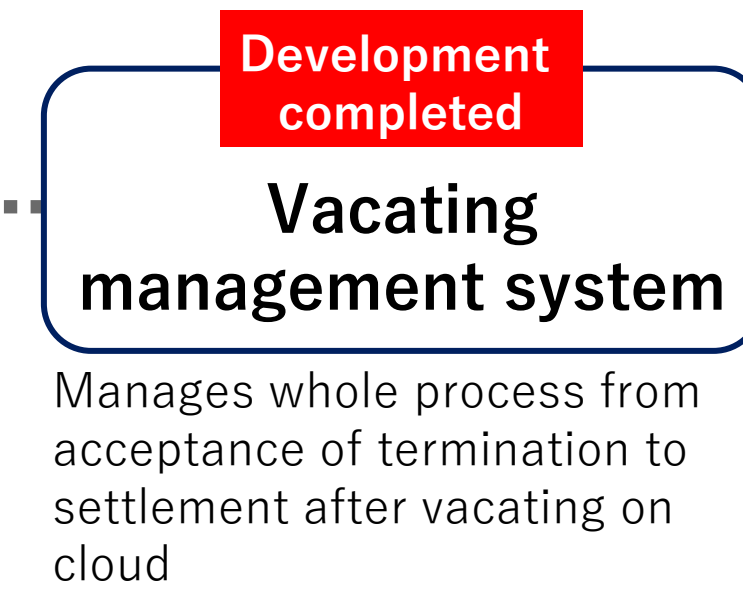 Development
completed
Vacating
management system
Manages whole process from
acceptance of termination to
settlement after vacating on
cloud